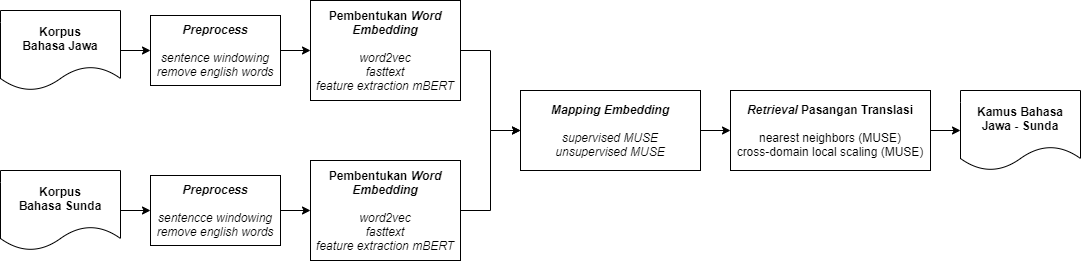 Korpus
Bahasa Jawa
Preprocess
sentence windowing
remove english words
Pembentukan Word
Embedding
word2vec
fasttext
feature extraction mBERT
Korpus
Bahasa Sunda
Preprocess
sentencce windowing
remove english words
Pembentukan Word
Embedding
word2vec
fasttext
feature extraction mBERT
Mapping Embedding
supervised MUSE
unsupervised MUSE
Retrieval Pasangan Translasi
nearest neighbors (MUSE)
cross-domain local scaling (MUSE)
Kamus Bahasa
Jawa - Sunda